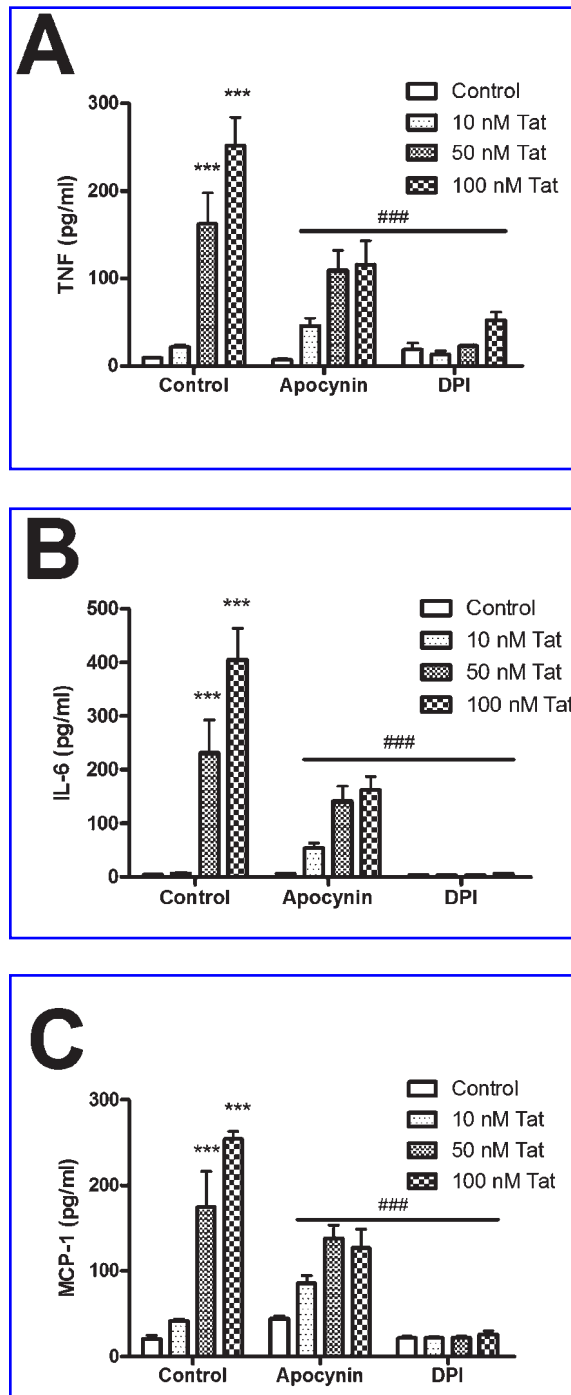 A
TNF (pg/ml)
300
200
100
0
***
***
###
Control
10 nM Tat
50 nM Tat
100 nM Tat
Control Apocynin DPI
B
IL-6 (pg/ml)
500
400
300
200
100
0
***
***
###
Control
10 nM Tat
50 nM Tat
100 nM Tat
Control Apocynin DPI
C
MCP-1 (pg/ml)
300
200
100
0
***
***
###
Control
10 nM Tat
50 nM Tat
100 nM Tat
Control Apocynin DPI